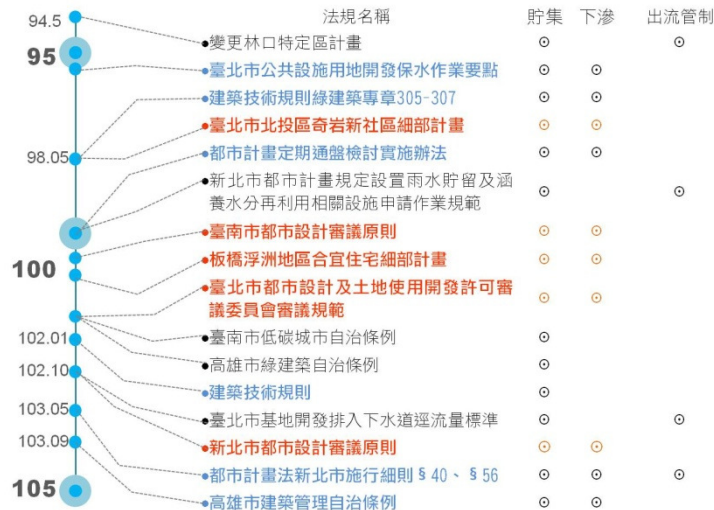 法規名稱 貯集 下滲 出流管制
94.5
變更林口特定區計畫 ⊙ ⊙
95
臺北市公共設施用地開發保水作業要點 ⊙ ⊙
建築技術規則綠建築專章305-307 ⊙ ⊙
臺北市北投區奇岩新社區細部計畫 ⊙ ⊙
98.05
都市計畫定期通盤檢討實施辦法 ⊙ ⊙
新北市都市計畫規定設置雨水貯留及涵
養水分再利用相關設施申請作業規範 ⊙ ⊙
臺南市都市設計審議原則 ⊙ ⊙
100
板橋浮洲地區合宜住宅細部計畫 ⊙ ⊙
臺北市都市設計及土地使用開發許可審
議委員會審議規範 ⊙ ⊙
102.01
臺南市低碳城市自治條例 ⊙
高雄市綠建築自治條例 ⊙
102.10
建築技術規則 ⊙
103.05
臺北市基地開發排入下水道逕流量標準 ⊙ ⊙
103.09
新北市都市設計審議原則 ⊙ ⊙
都市計畫法新北市施行細則§40、§56 ⊙ ⊙ ⊙
105
高雄市建築管理自治條例 ⊙ ⊙